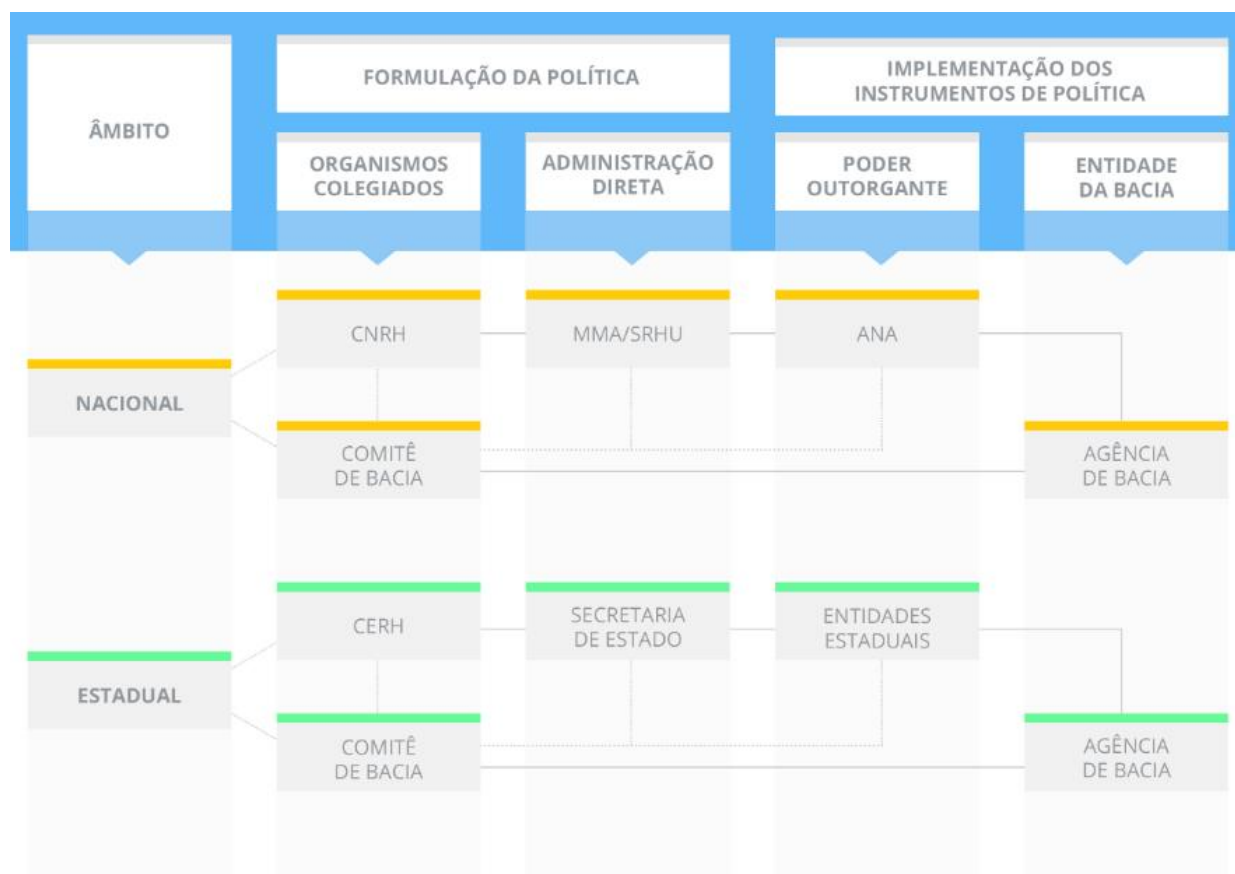 ÂMBITO
FORMULAÇÃO DA POLÍTICA
IMPLEMENTAÇÃO DOS
INSTRUMENTOS DE POLÍTICA
ORGANISMOS
COLEGIADOS
ADMINISTRAÇÃO
DIRETA
PODER
OUTORGANTE
ENTIDADE
DA BACIA
NACIONAL
CNRH
MMA/SRHU
ANA
COMITÊ
DE BACIA
AGÊNCIA
DE BACIA
ESTADUAL
CERH
SECRETARIA
DE ESTADO
ENTIDADES
ESTADUAIS
COMITÊ
DE BACIA
AGÊNCIA
DE BACIA